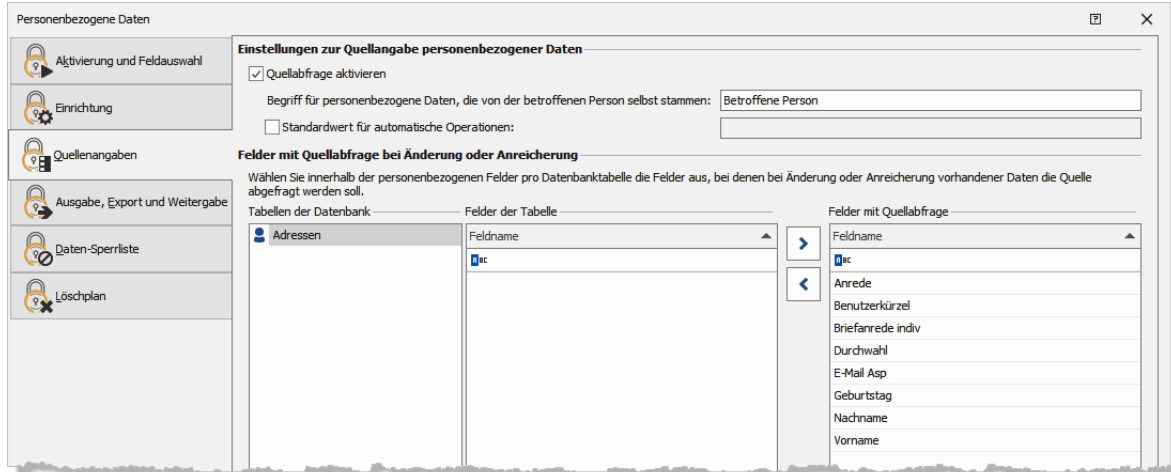 Personenbezogene Daten
Aktivierung und Feldauswahl
Einrichtung
Quellenangaben
Ausgabe, Export und Weitergabe
Daten-Sperrliste
Löschplan
Einstellungen zur Quellangabe personenbezogener Daten
Quellabfrage aktivieren
Begriff für personenbezogene Daten, die von der betroffenen Person selbst stammen: Betroffene Person
Standardwert für automatische Operationen:
Felder mit Quellabfrage bei Änderung oder Anreicherung
Wählen Sie innerhalb der personenbezogenen Felder pro Datenbanktabelle die Felder aus, bei denen bei Änderung oder Anreicherung vorhandener Daten die Quelle
abgefragt werden soll.
Tabellen der Datenbank
Adressen
Felder der Tabelle
Feldname
ABC
Felder mit Quellabfrage
Feldname
ABC
Anrede
Benutzerkürzel
Briefanrede indiv
Durchwahl
E-Mail Asp
Geburtstag
Nachname
Vorname